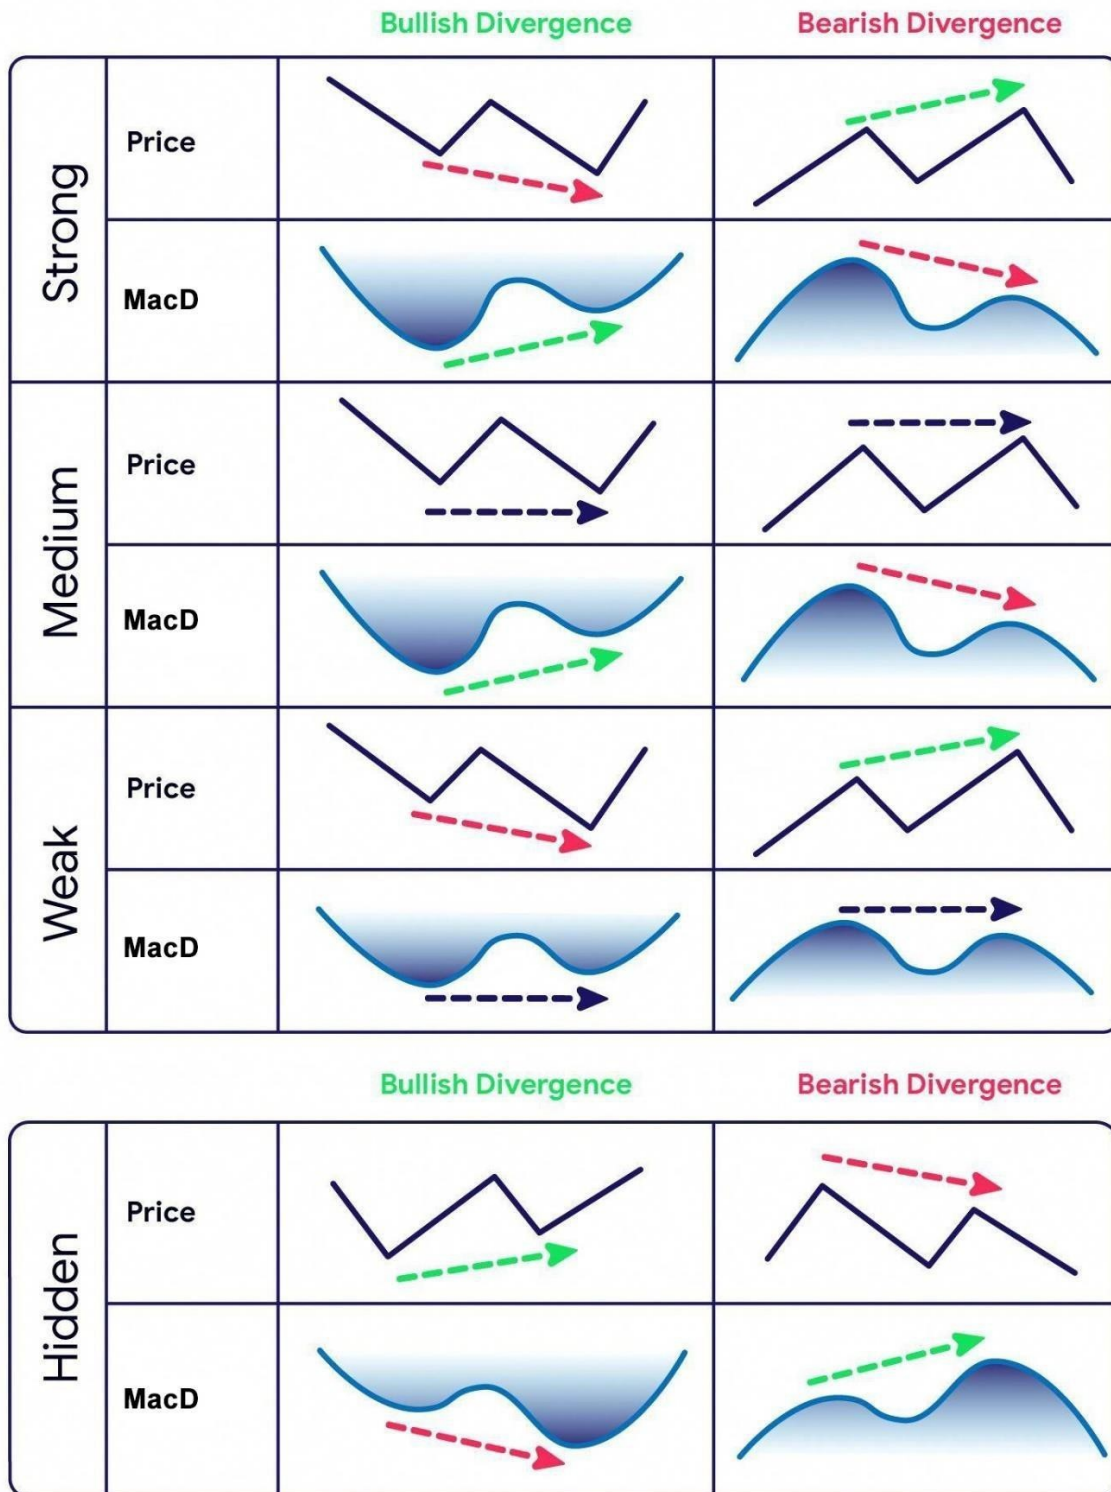 Bullish Divergence
Bearish Divergence
Strong
Price
MacD
Medium
Price
MacD
Weak
Price
MacD
Bullish Divergence
Bearish Divergence
Hidden
Price
MacD